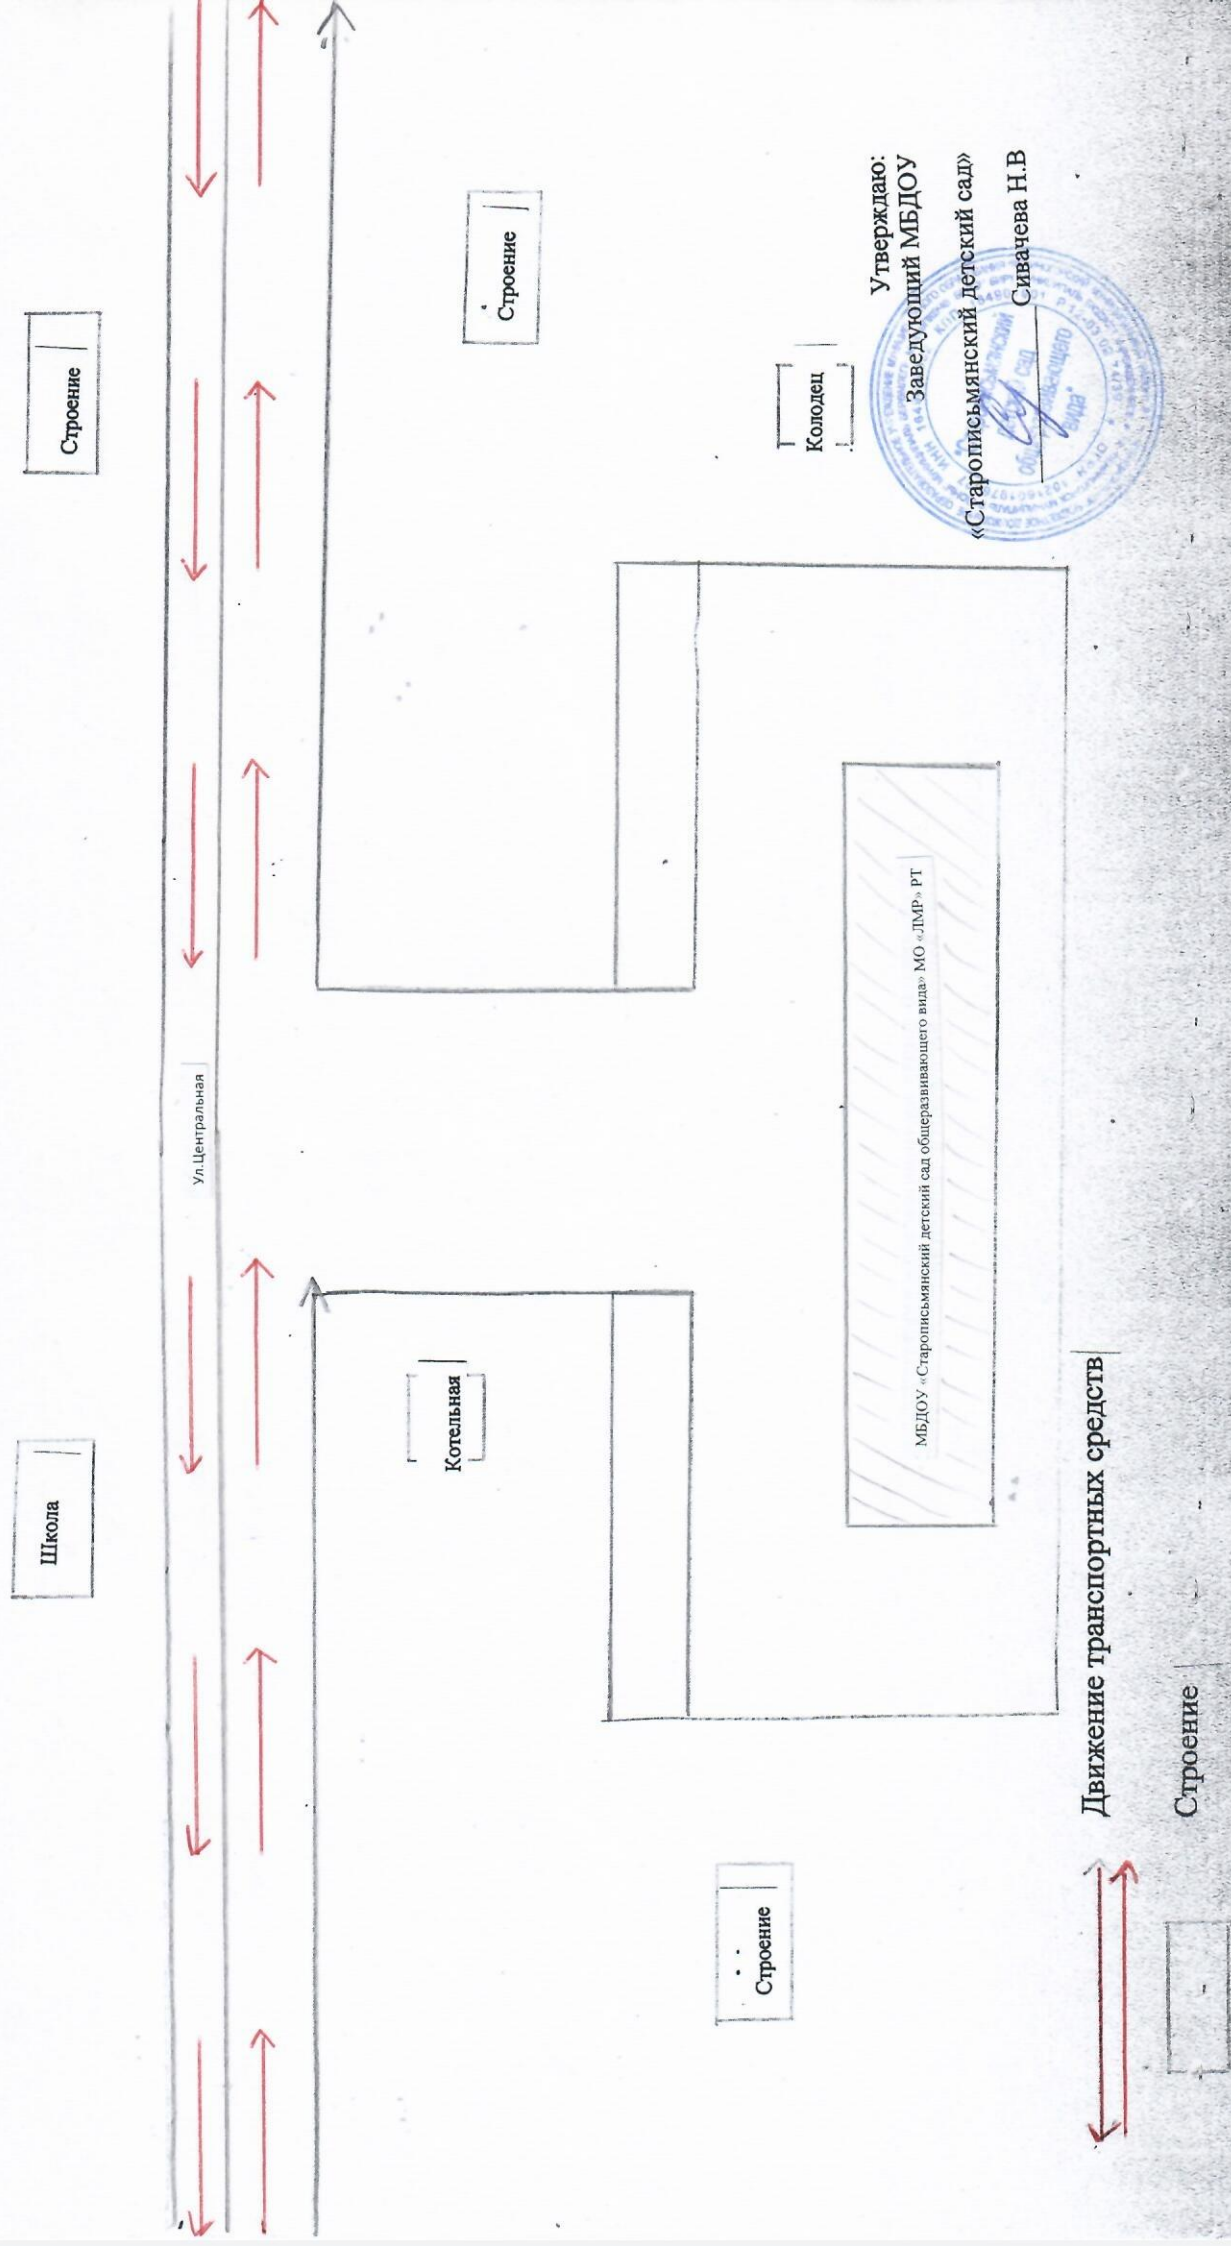 Утверждаю:
Заведующий МБДОУ
«Старописьмянский детский сад»
Сивачева Н.В
Школа
Строение
Ул.Центральная
Котельная
Строение
Строение
Колодец
МБДОУ «Старописьмянский детский сад общеразвивающего вида» МО «ЛМР» РТ
Движение транспортных средств
Строение